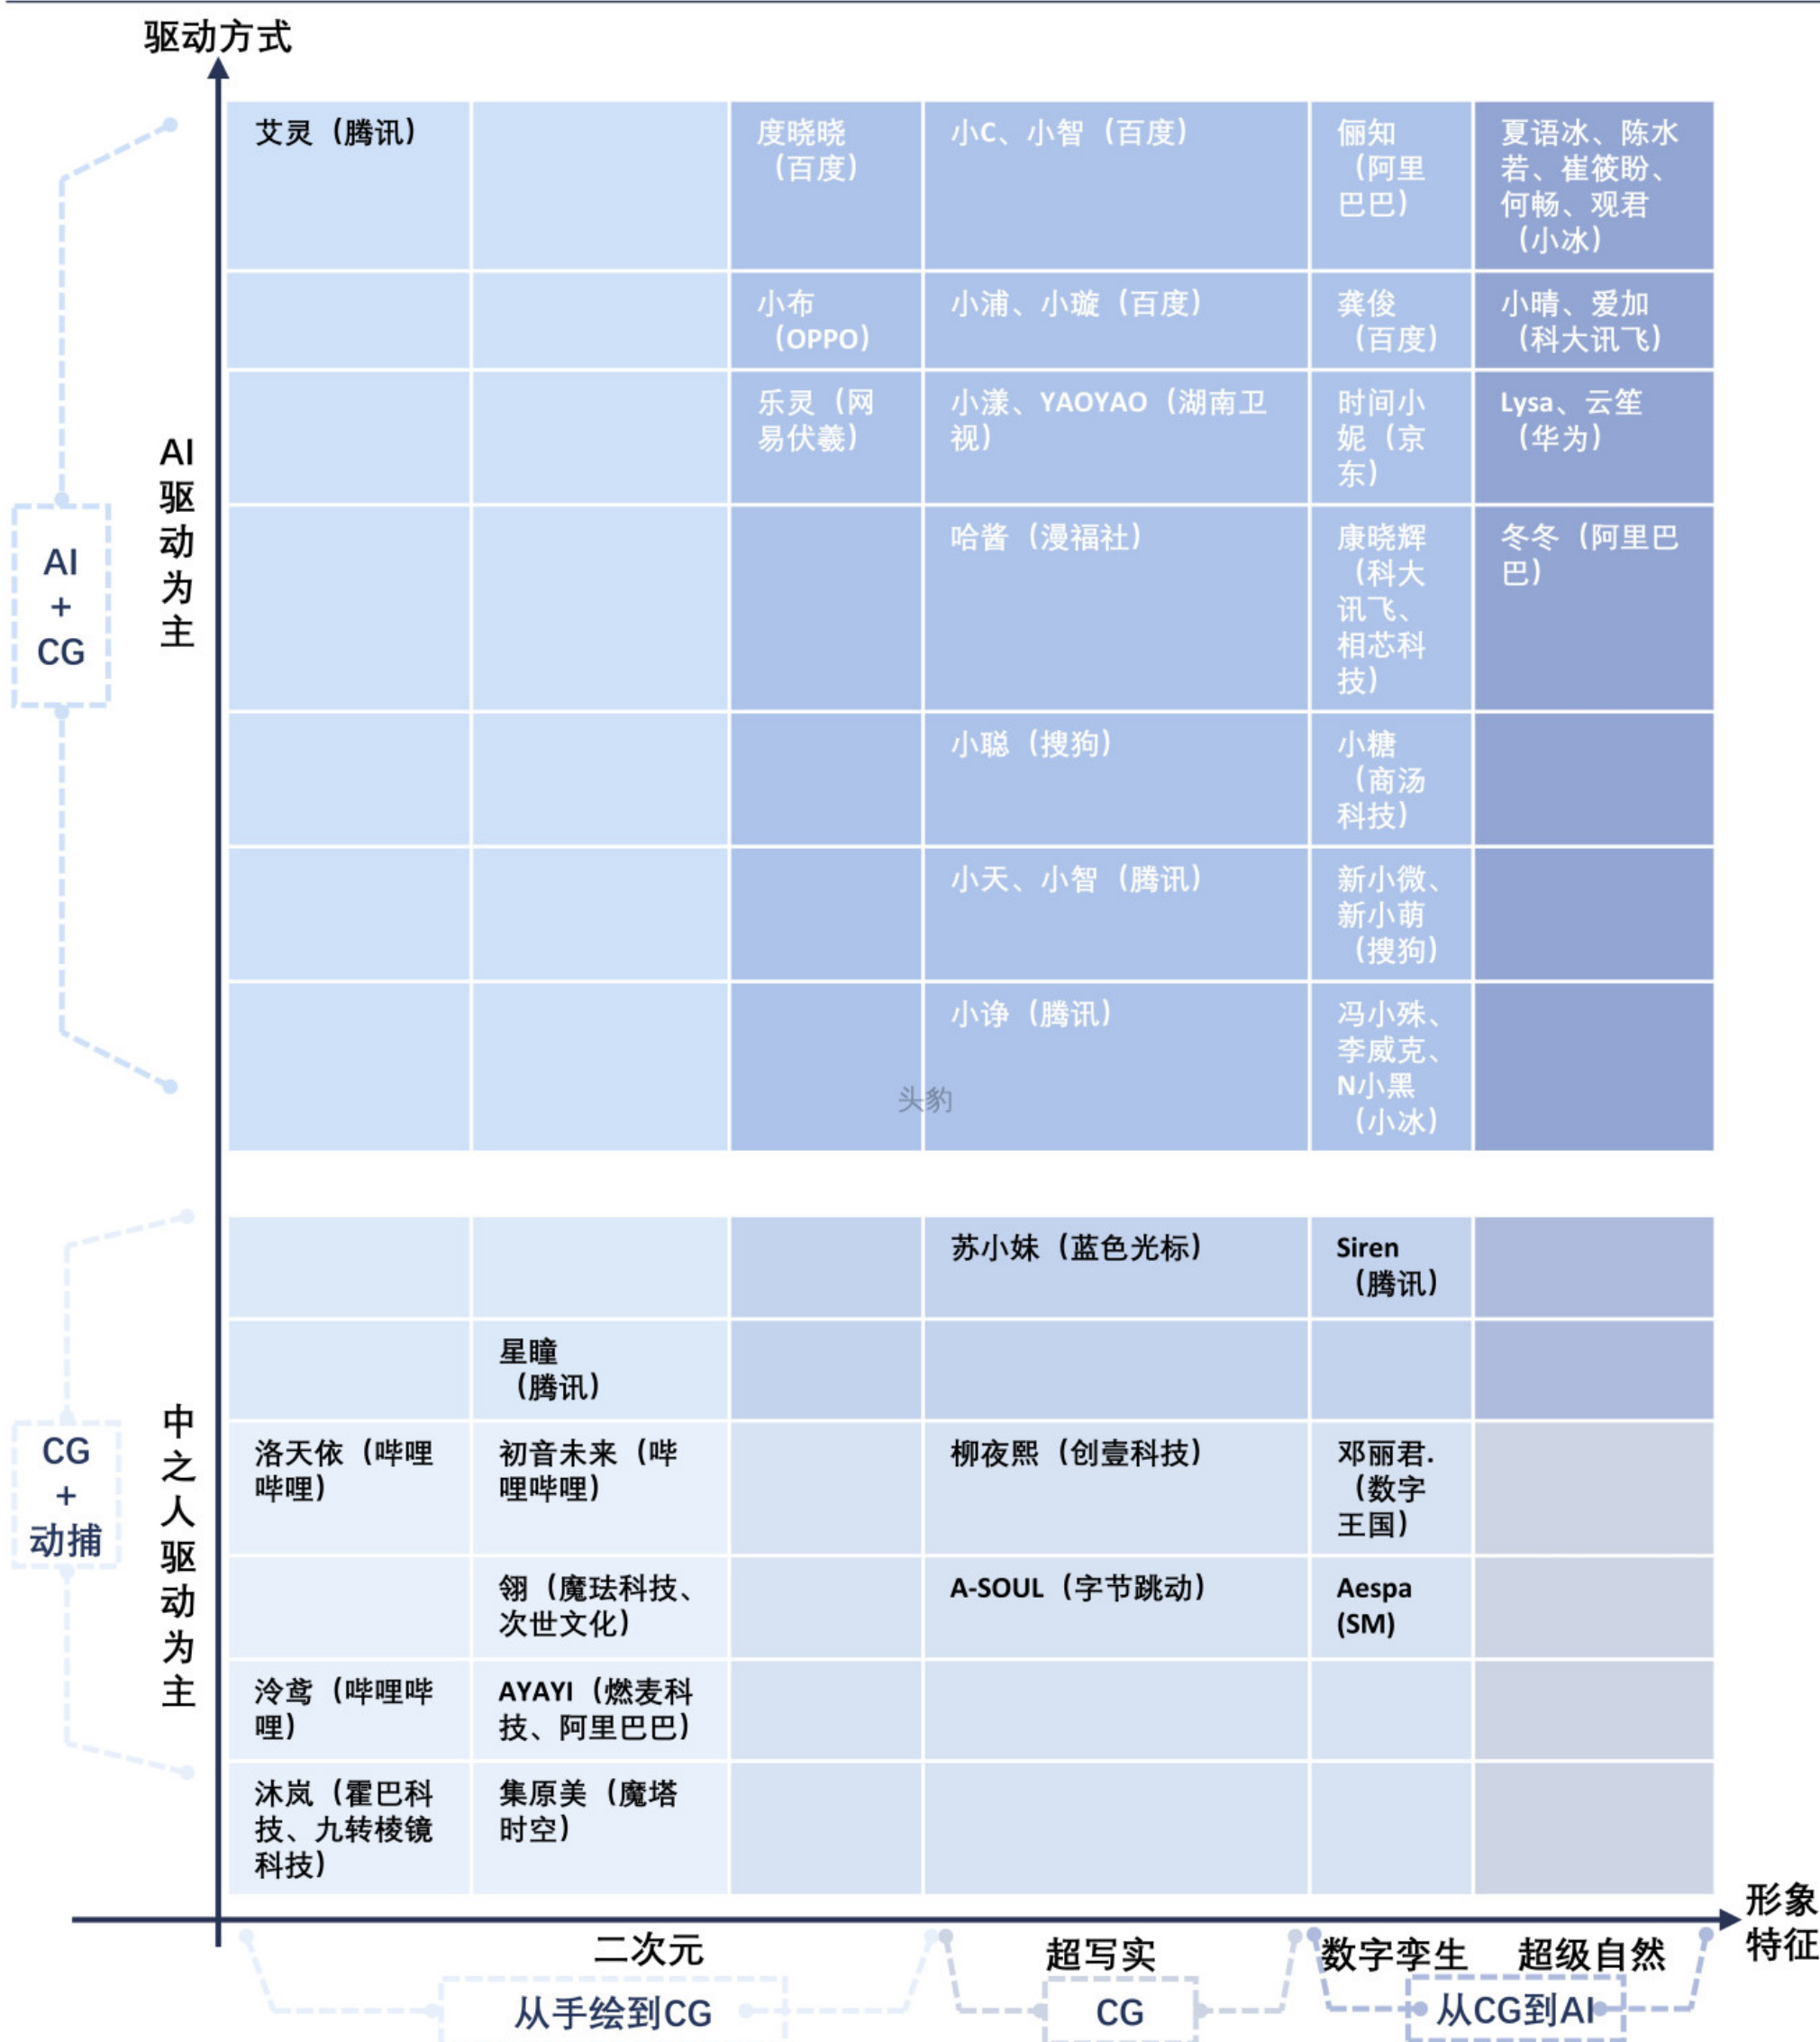 驱动方式
艾灵（腾讯）
度晓晓
（百度）
小C、小智（百度）
俪知
（阿里
巴巴）
夏语冰、陈水
若、崔筱盼、
何畅、观君
（小冰）
小布
（OPPO）
小浦、小璇（百度）
龚俊
（百度）
小晴、爱加
（科大讯飞）
乐灵（网
易伏羲）
小漾、YAOYAO（湖南卫
视）
时间小
妮（京
东）
Lysa、云笙
（华为）
AI
驱
动
为
主
AI
+
CG
哈酱（漫福社）
康晓辉
（科大
讯飞、
相芯科
技）
冬冬（阿里巴
巴）
小聪（搜狗）
小糖
（商汤
科技）
小天、小智（腾讯）
新小微、
新小萌
（搜狗）
小诤（腾讯）
冯小殊、
李威克、
N小黑
（小冰）
头豹
苏小妹（蓝色光标）
Siren
（腾讯）
星瞳
（腾讯）
CG
+
动捕
中
之
人
驱
动
为
主
洛天依（哔哩
哔哩）
初音未来（哔
哩哔哩）
柳夜熙（创壹科技）
邓丽君.
（数字
王国）
翎（魔珐科技、
次世文化）
A-SOUL（字节跳动）
Aespa
(SM)
泠鸢（哔哩哔
哩）
AYAYI（燃麦科
技、阿里巴巴）
沐岚（霍巴科
技、九转棱镜
科技）
集原美（魔塔
时空）
形象
特征
二次元
超写实
数字孪生
超级自然
从手绘到CG
CG
从CG到AI